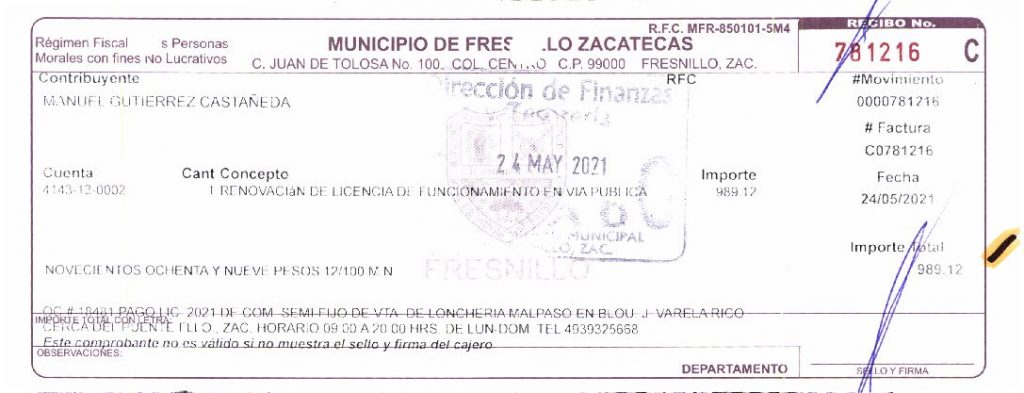 R.F.C. MFR-850101-5M4
RECIBO No.
Régimen Fiscal s Personas
Morales con fines no Lucrativos
MUNICIPIO DE FRES LLO ZACATECAS
C. JUAN DE TOLOSA No. 100. COL. CENTRO C.P. 99000 FRESNILLO, ZAC.
781216 C
Contribuyente
RFC
#Movimiento
MANUEL GUTIERREZ CASTAÑEDA
0000781216
irección de Finanzas
Tesorería
# Factura
C0781216
24 MAY 2021
Cuenta Cant Concepto Importe
Fecha
4143-13-0002 1 RENOVACIóN DE LICENCIA DE FUNCIONAMIENTO EN VIA PUBLICA 989.12
24/05/2021
MUNICIPAL
LO, ZAC.
Importe Total
FRESNILLO
NOVECIENTOS OCHENTA Y NUEVE PESOS 12/100 M.N
989.12
OC # 18481 PAGO LIC. 2021 DE COM. SEMI-FIJO DE VTA. DE LONCHERIA MALPASO EN BLOU. J VARELA RICO
IMPORTE TOTAL CON LETRA:
CERCA DEL PUENTE FLLO., ZAC. HORARIO 09:00 A 20:00 HRS. DE LUN-DOM TEL 4939325668
Este comprobante no es válido si no muestra el sello y firma del cajero
OBSERVACIONES:
DEPARTAMENTO
SELLO Y FIRMA